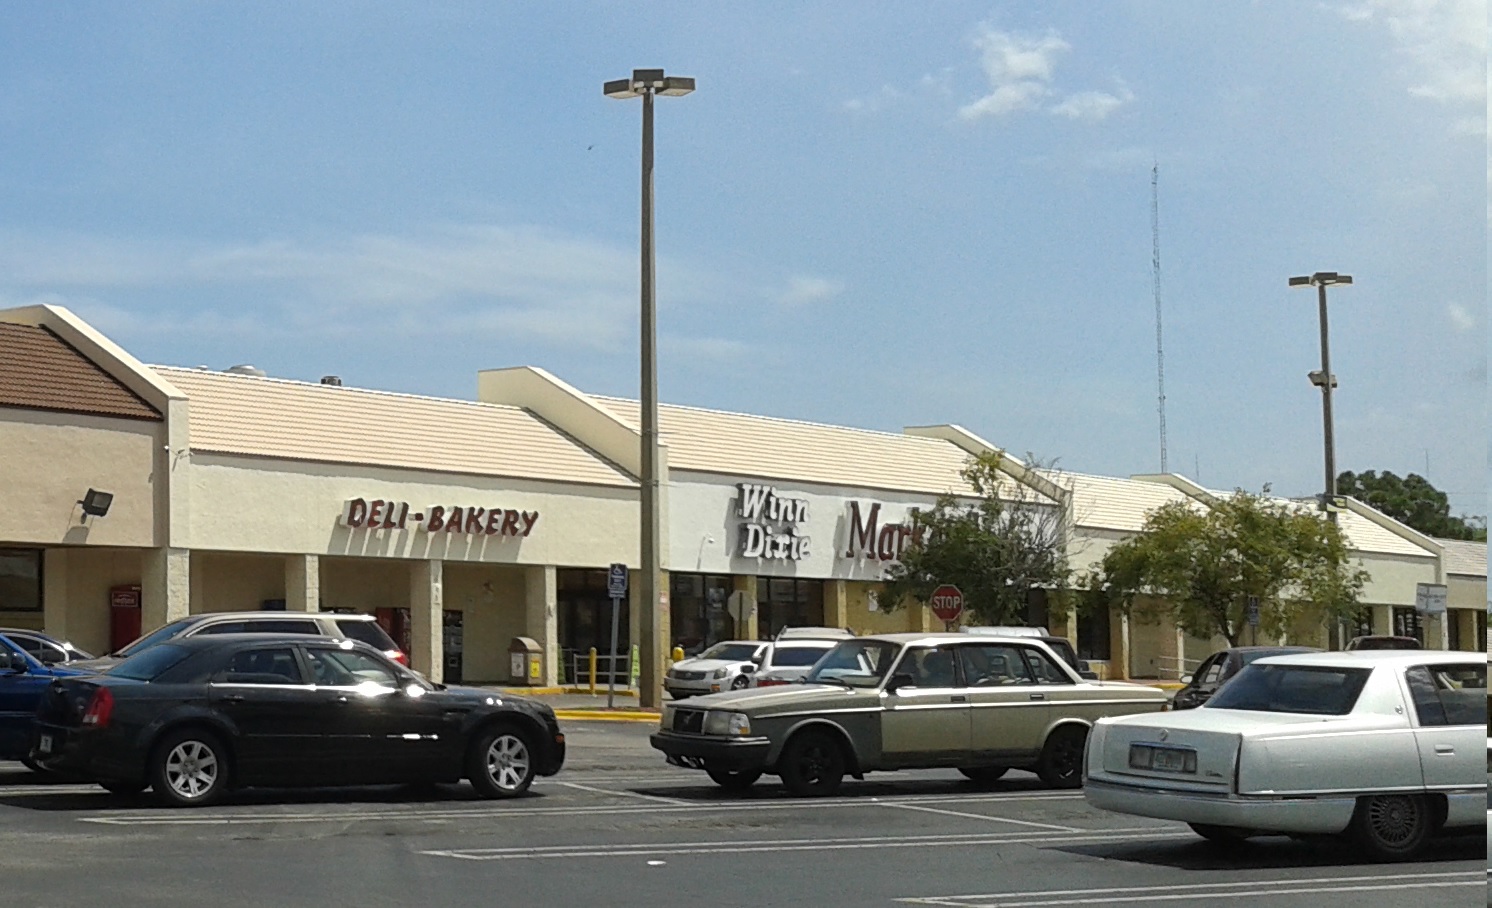 DELI-BAKERY
Winn
Dixie
STOP